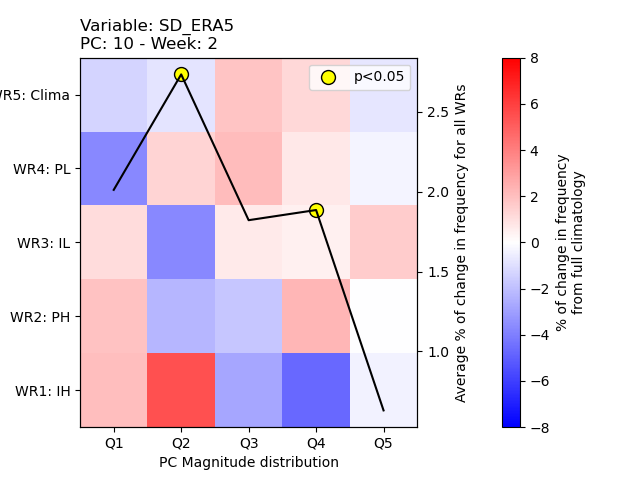 Variable: SD_ERA5
PC: 10 - Week: 2
p<0.05
WR5: Clima
WR4: PL
WR3: IL
WR2: PH
WR1: IH
Q1 Q2 Q3 Q4 Q5
PC Magnitude distribution
2.5
2.0
1.5
1.0
Average % of change in frequency for all WRs
8
6
4
2
0
−2
−4
−6
−8
% of change in frequency
from full climatology